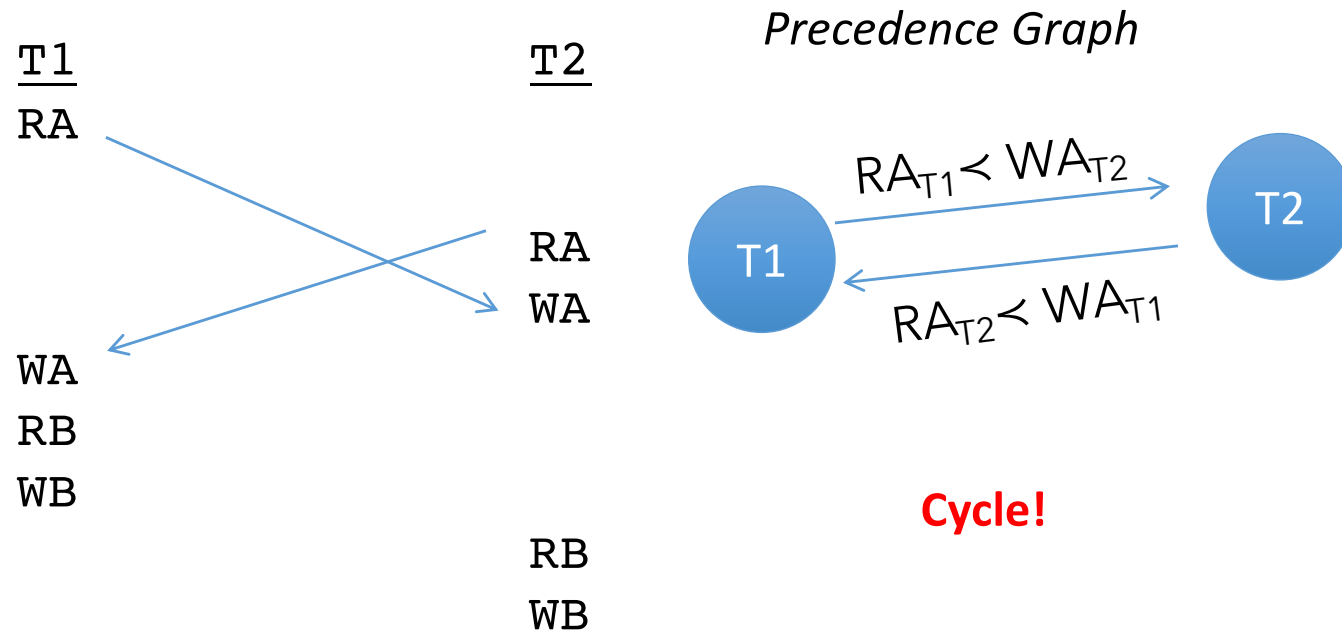 Precedence Graph
T1
T2
RA
RA
WA
WA
RB
WB
RB
WB
RA_T1 ≺ WA_T2
T1
T2
RA_T2 ≺ WA_T1
Cycle!